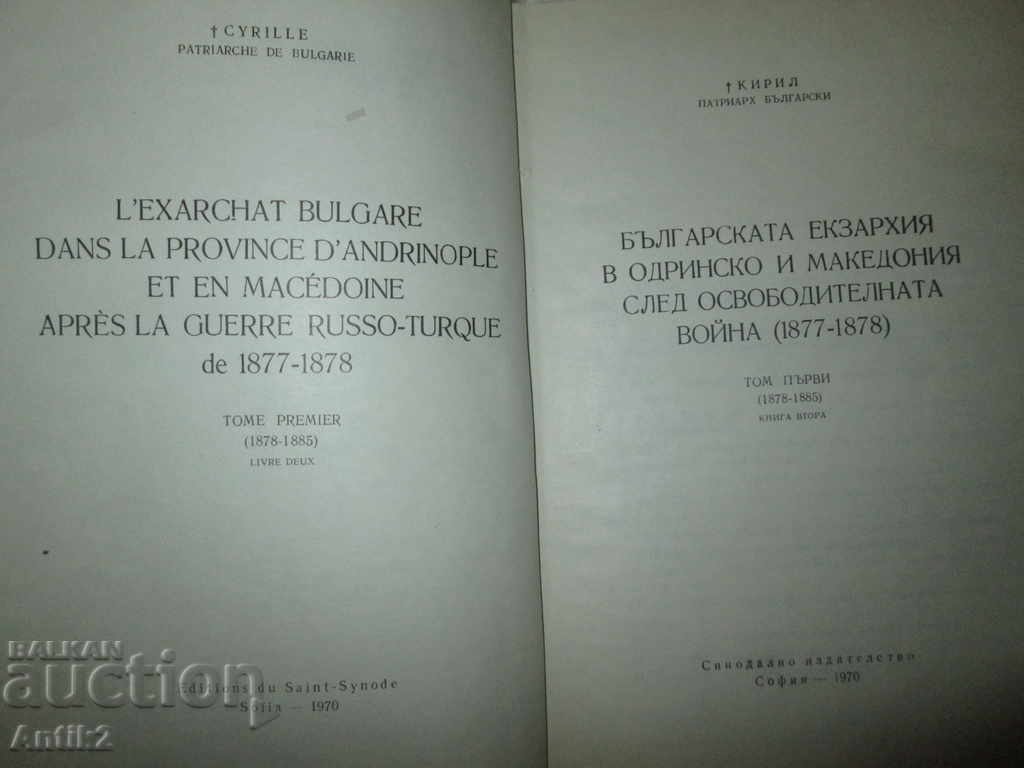 † CYRILLE
PATRIARCHE DE BULGARIE
L'EXARCHAT BULGARE
DANS LA PROVINCE D'ANDRINOPLE
ET EN MACÉDOINE
APRÈS LA GUERRE RUSSO-TURQUE
de 1877-1878
TOME PREMIER
(1878-1885)
LIVRE DEUX
Editions du Saint-Synode
Sofia — 1970
† КИРИЛ
ПАТРИАРХ БЪЛГАРСКИ
БЪЛГАРСКАТА ЕКЗАРХИЯ
В ОДРИНСКО И МАКЕДОНИЯ
СЛЕД ОСВОБОДИТЕЛНАТА
ВОЙНА (1877-1878)
ТОМ ПЪРВИ
(1878-1885)
КНИГА ВТОРА
Синодално издателство
София — 1970
BALKAN
auction
Antik2